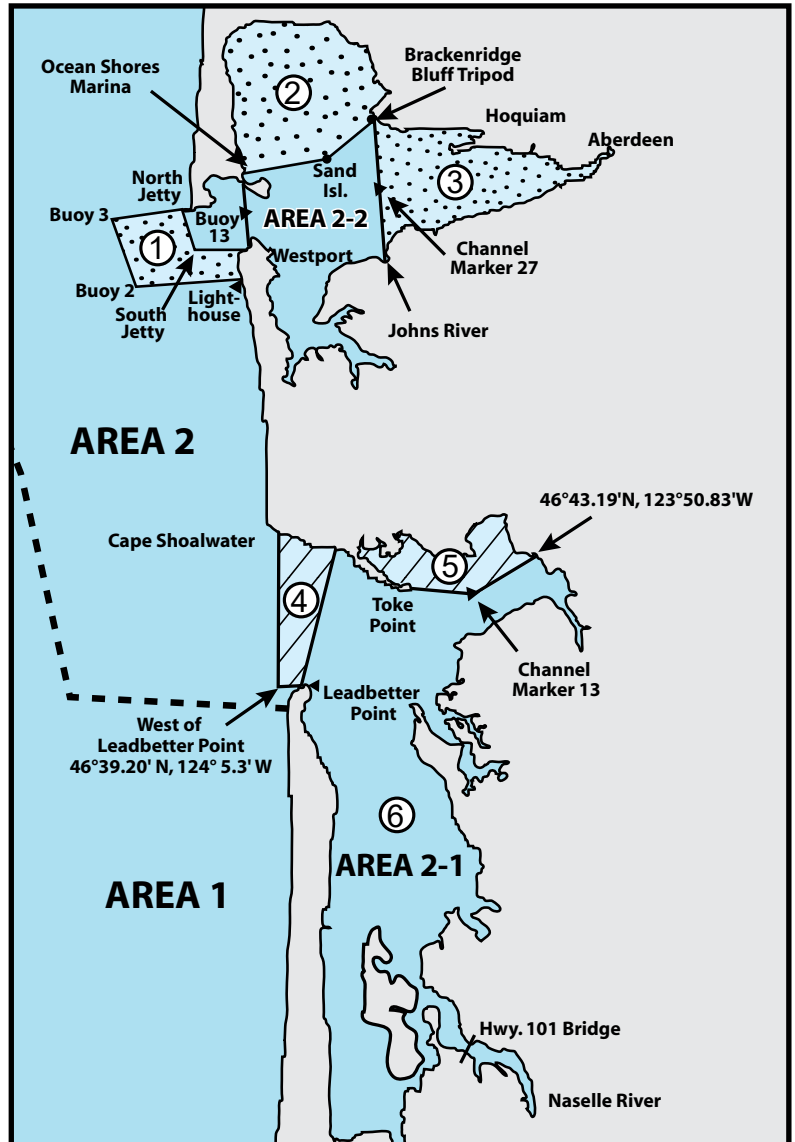 Ocean Shores
Marina
Brackenridge
Bluff Tripod
2
Hoquiam
Aberdeen
North
Jetty
Sand
Isl.
3
Buoy 3
Buoy
13
AREA 2-2
1
Channel
Marker 27
Westport
Buoy 2
Light-
house
South
Jetty
Johns River
AREA 2
46°43.19'N, 123°50.83'W
Cape Shoalwater
5
4
Toke
Point
Channel
Marker 13
Leadbetter
Point
West of
Leadbetter Point
46°39.20' N, 124° 5.3' W
6
AREA 2-1
AREA 1
Hwy. 101 Bridge
Naselle River